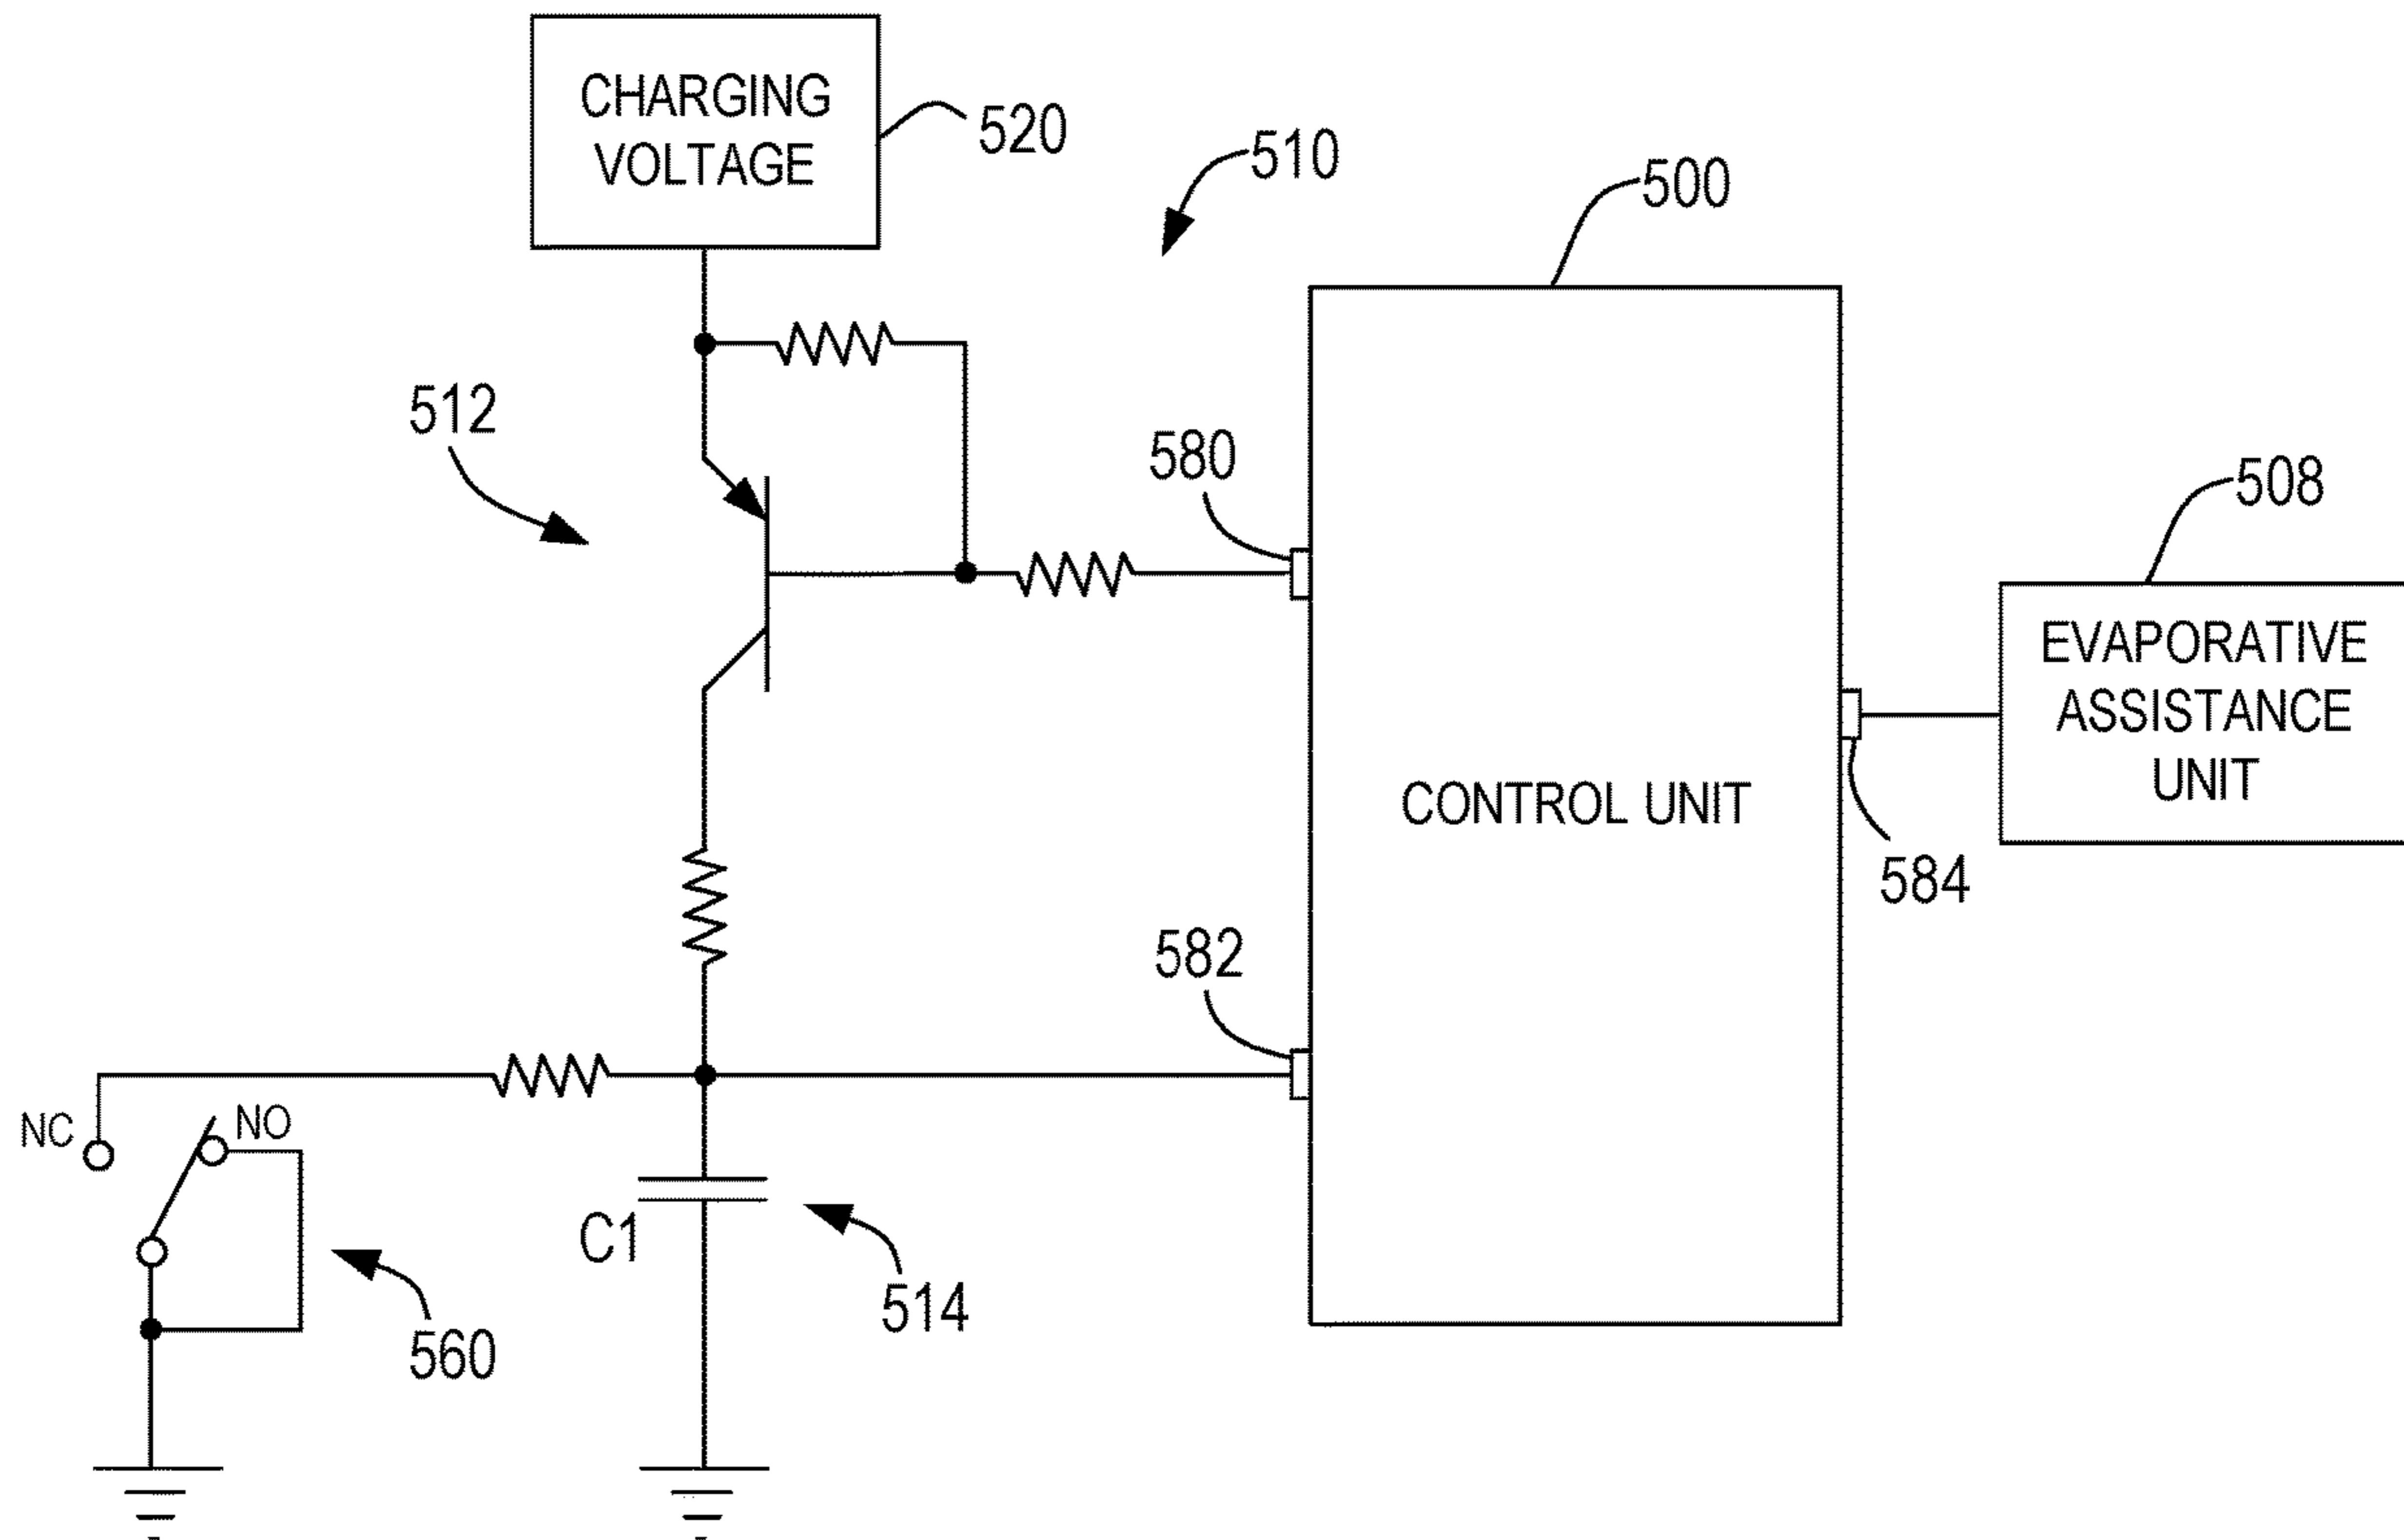 CHARGING
VOLTAGE
520
510
500
512
580
508
EVAPORATIVE
ASSISTANCE
UNIT
CONTROL UNIT
584
582
NC
NO
C1
514
560